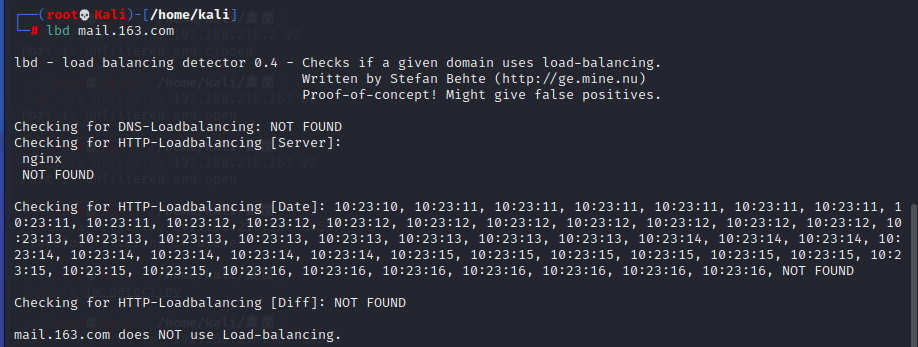 ┌──(root💀Kali)-[/home/kali]
└─# lbd mail.163.com
lbd - load balancing detector 0.4 - Checks if a given domain uses load-balancing.
Written by Stefan Behte (http://ge.mine.nu)
Proof-of-concept! Might give false positives.
Checking for DNS-Loadbalancing: NOT FOUND
Checking for HTTP-Loadbalancing [Server]:
nginx
NOT FOUND
Checking for HTTP-Loadbalancing [Date]: 10:23:10, 10:23:11, 10:23:11, 10:23:11, 10:23:11, 10:23:11, 10:23:11, 1
0:23:11, 10:23:11, 10:23:12, 10:23:12, 10:23:12, 10:23:12, 10:23:12, 10:23:12, 10:23:12, 10:23:12, 10:23:12, 10
:23:13, 10:23:13, 10:23:13, 10:23:13, 10:23:13, 10:23:13, 10:23:13, 10:23:13, 10:23:14, 10:23:14, 10:23:14, 10:
23:14, 10:23:14, 10:23:14, 10:23:14, 10:23:14, 10:23:15, 10:23:15, 10:23:15, 10:23:15, 10:23:15, 10:23:15, 10:2
3:15, 10:23:15, 10:23:15, 10:23:16, 10:23:16, 10:23:16, 10:23:16, 10:23:16, 10:23:16, 10:23:16, NOT FOUND
Checking for HTTP-Loadbalancing [Diff]: NOT FOUND
mail.163.com does NOT use Load-balancing.